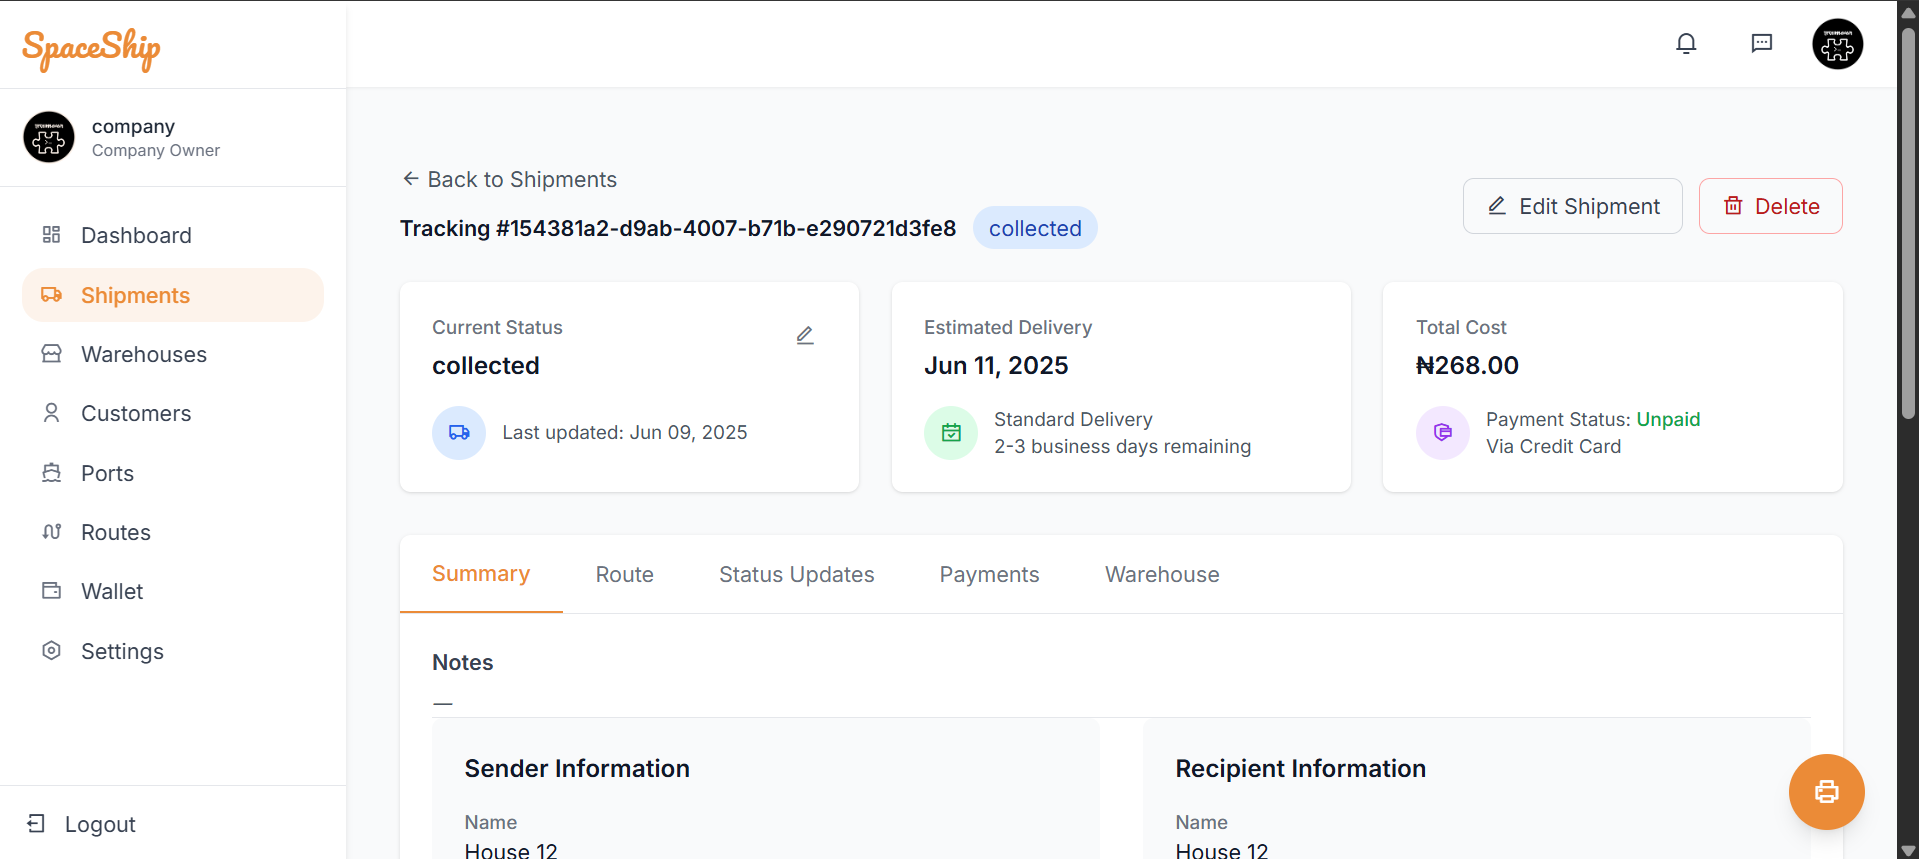 SpaceShip
company
Company Owner
Dashboard
Shipments
Warehouses
Customers
Ports
Routes
Wallet
Settings
Logout
Back to Shipments
Tracking #154381a2-d9ab-4007-b71b-e290721d3fe8 collected
Edit Shipment
Delete
Current Status
collected
Last updated: Jun 09, 2025
Estimated Delivery
Jun 11, 2025
Standard Delivery
2-3 business days remaining
Total Cost
₦268.00
Payment Status: Unpaid
Via Credit Card
Summary Route Status Updates Payments Warehouse
Notes
—
Sender Information
Name
House 12
Recipient Information
Name
House 12